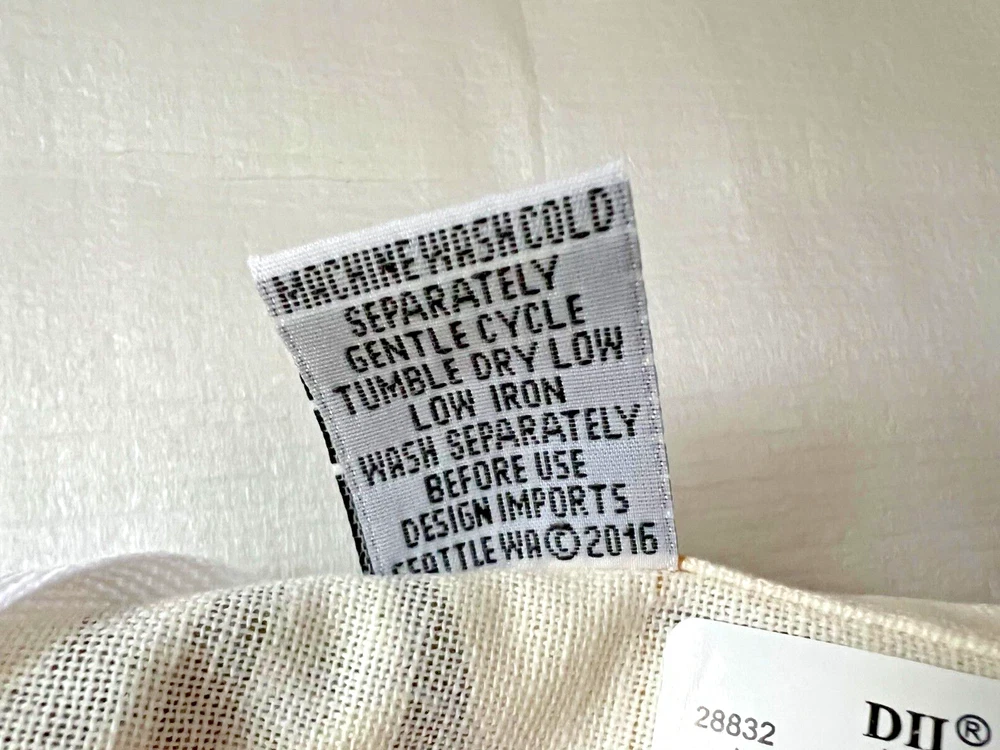 MACHINE WASH COLD
SEPARATELY
GENTLE CYCLE
TUMBLE DRY LOW
LOW IRON
WASH SEPARATELY
BEFORE USE
DESIGN IMPORTS
SEATTLE WA © 2016
28832
DII®